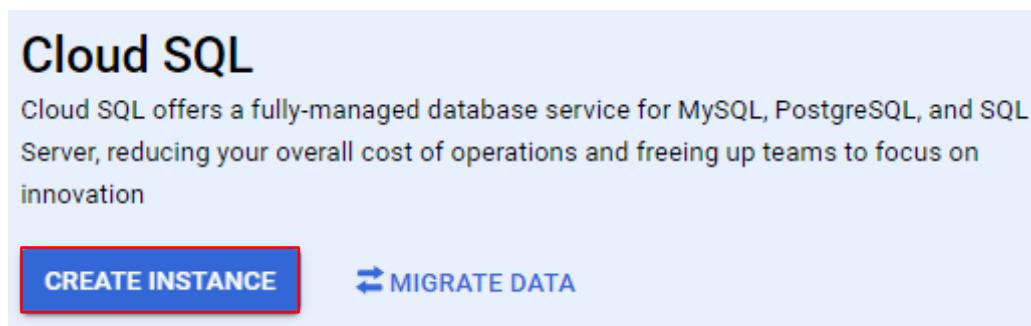 Cloud SQL
Cloud SQL offers a fully-managed database service for MySQL, PostgreSQL, and SQL
Server, reducing your overall cost of operations and freeing up teams to focus on
innovation
CREATE INSTANCE MIGRATE DATA